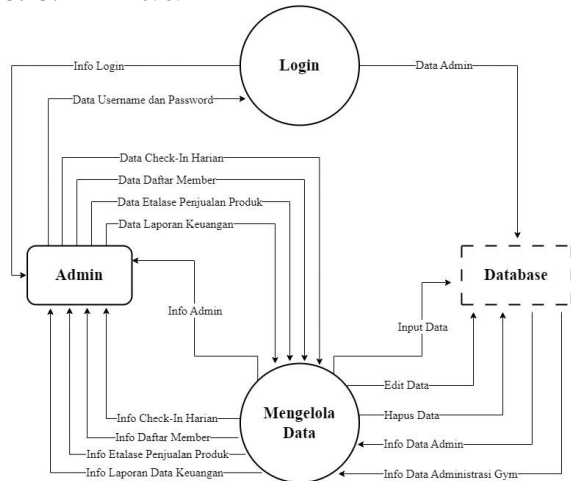 Login
Info Login
Data Admin
Data Username dan Password
Data Check-In Harian
Data Daftar Member
Data Etalase Penjualan Produk
Data Laporan Keuangan
Admin
Database
Info Admin
Input Data
Mengelola
Data
Edit Data
Hapus Data
Info Data Admin
Info Data Administrasi Gym
Info Check-In Harian
Info Daftar Member
Info Etalase Penjualan Produk
Info Laporan Data Keuangan